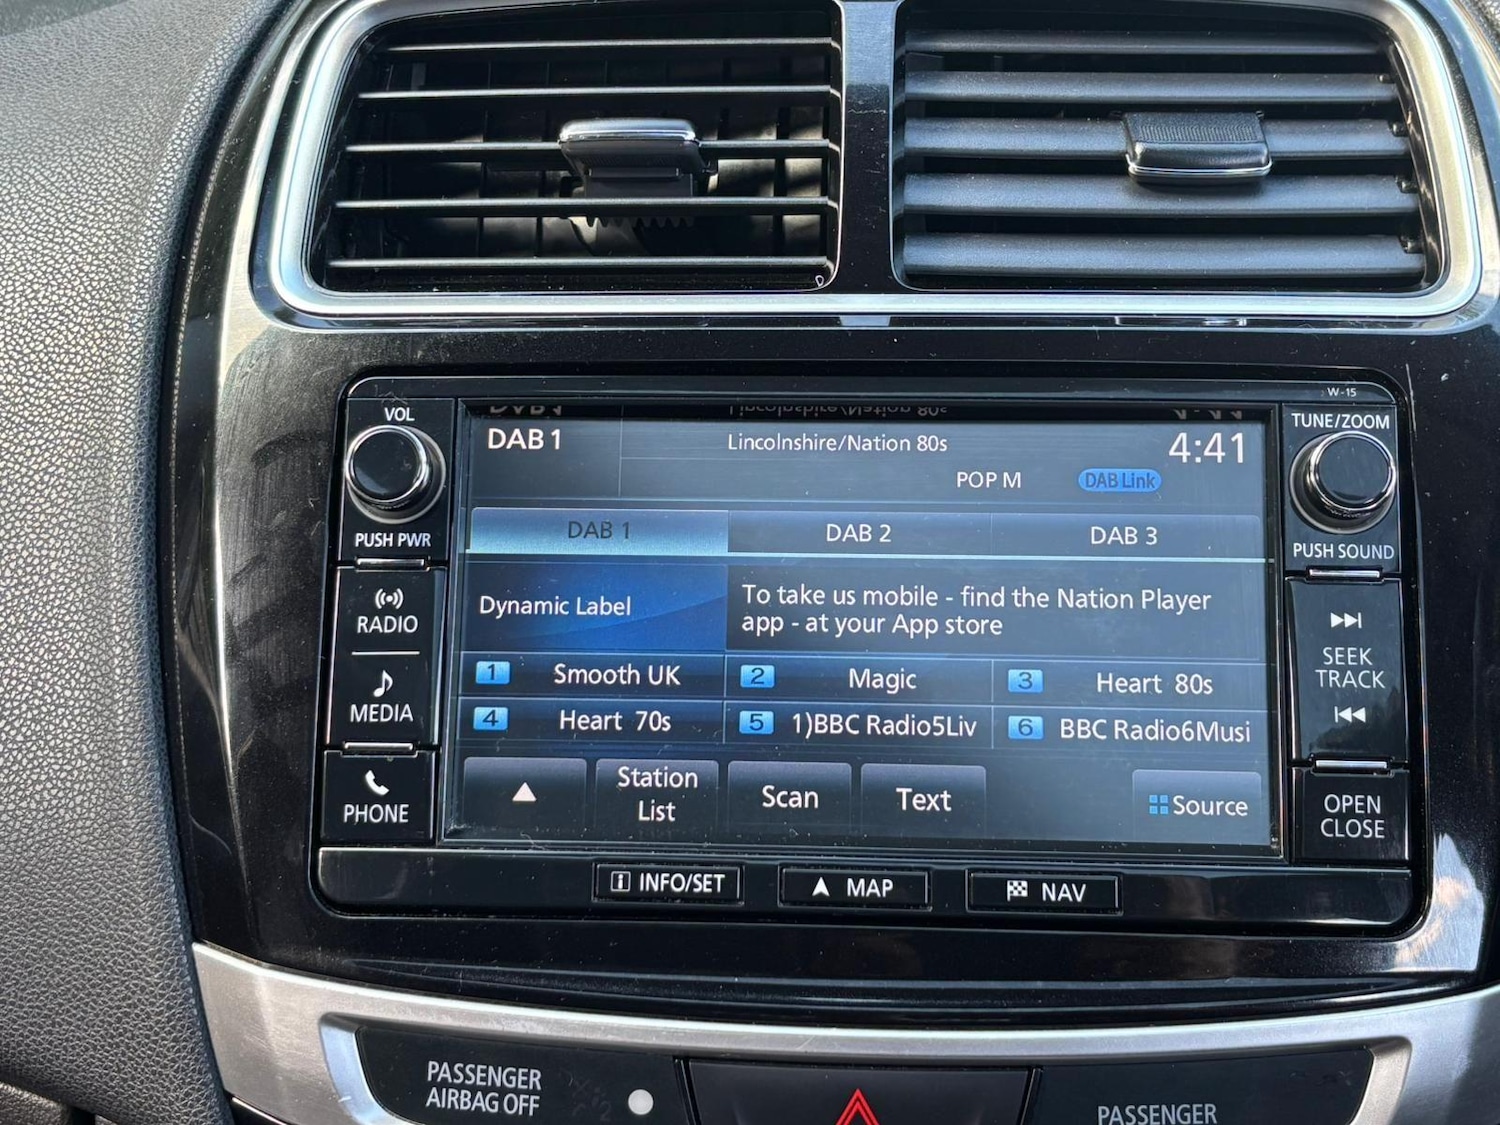 W-15
VOL
PUSH PWR
RADIO
MEDIA
PHONE
DAB 1
Lincolnshire/Nation 80s
4:41
POP M
DAB Link
DAB 1
DAB 2
DAB 3
Dynamic Label
To take us mobile - find the Nation Player
app - at your App store
1 Smooth UK
2 Magic
3 Heart 80s
4 Heart 70s
5 1)BBC Radio5Liv
6 BBC Radio6Musi
Station
List
Scan
Text
Source
TUNE/ZOOM
PUSH SOUND
SEEK
TRACK
OPEN
CLOSE
INFO/SET
MAP
NAV
PASSENGER
AIRBAG OFF
PASSENGER